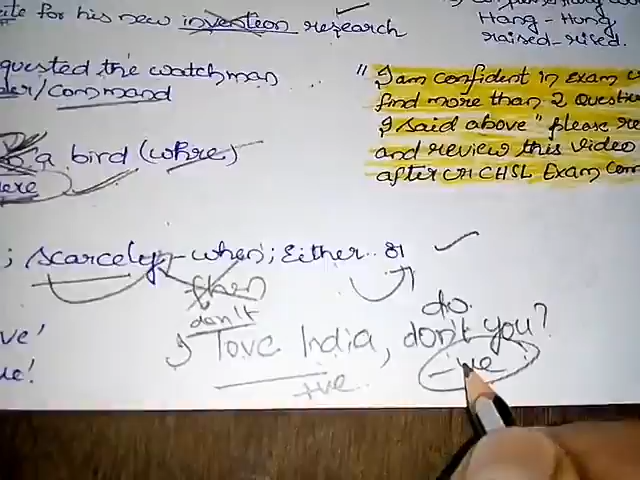 ite for his new invention research
Hang - Hung
raised-rised.
quested the watchman
der/command
"I am confident in exam
find more than 2 questio
I said above" please re
and review this video
after CHSL Exam Com
a bird (where)
ere
; Scarcely - when; Either.. or
then
don't
do.
I love India, don't you?
+ve
-ve
ve'
ue!